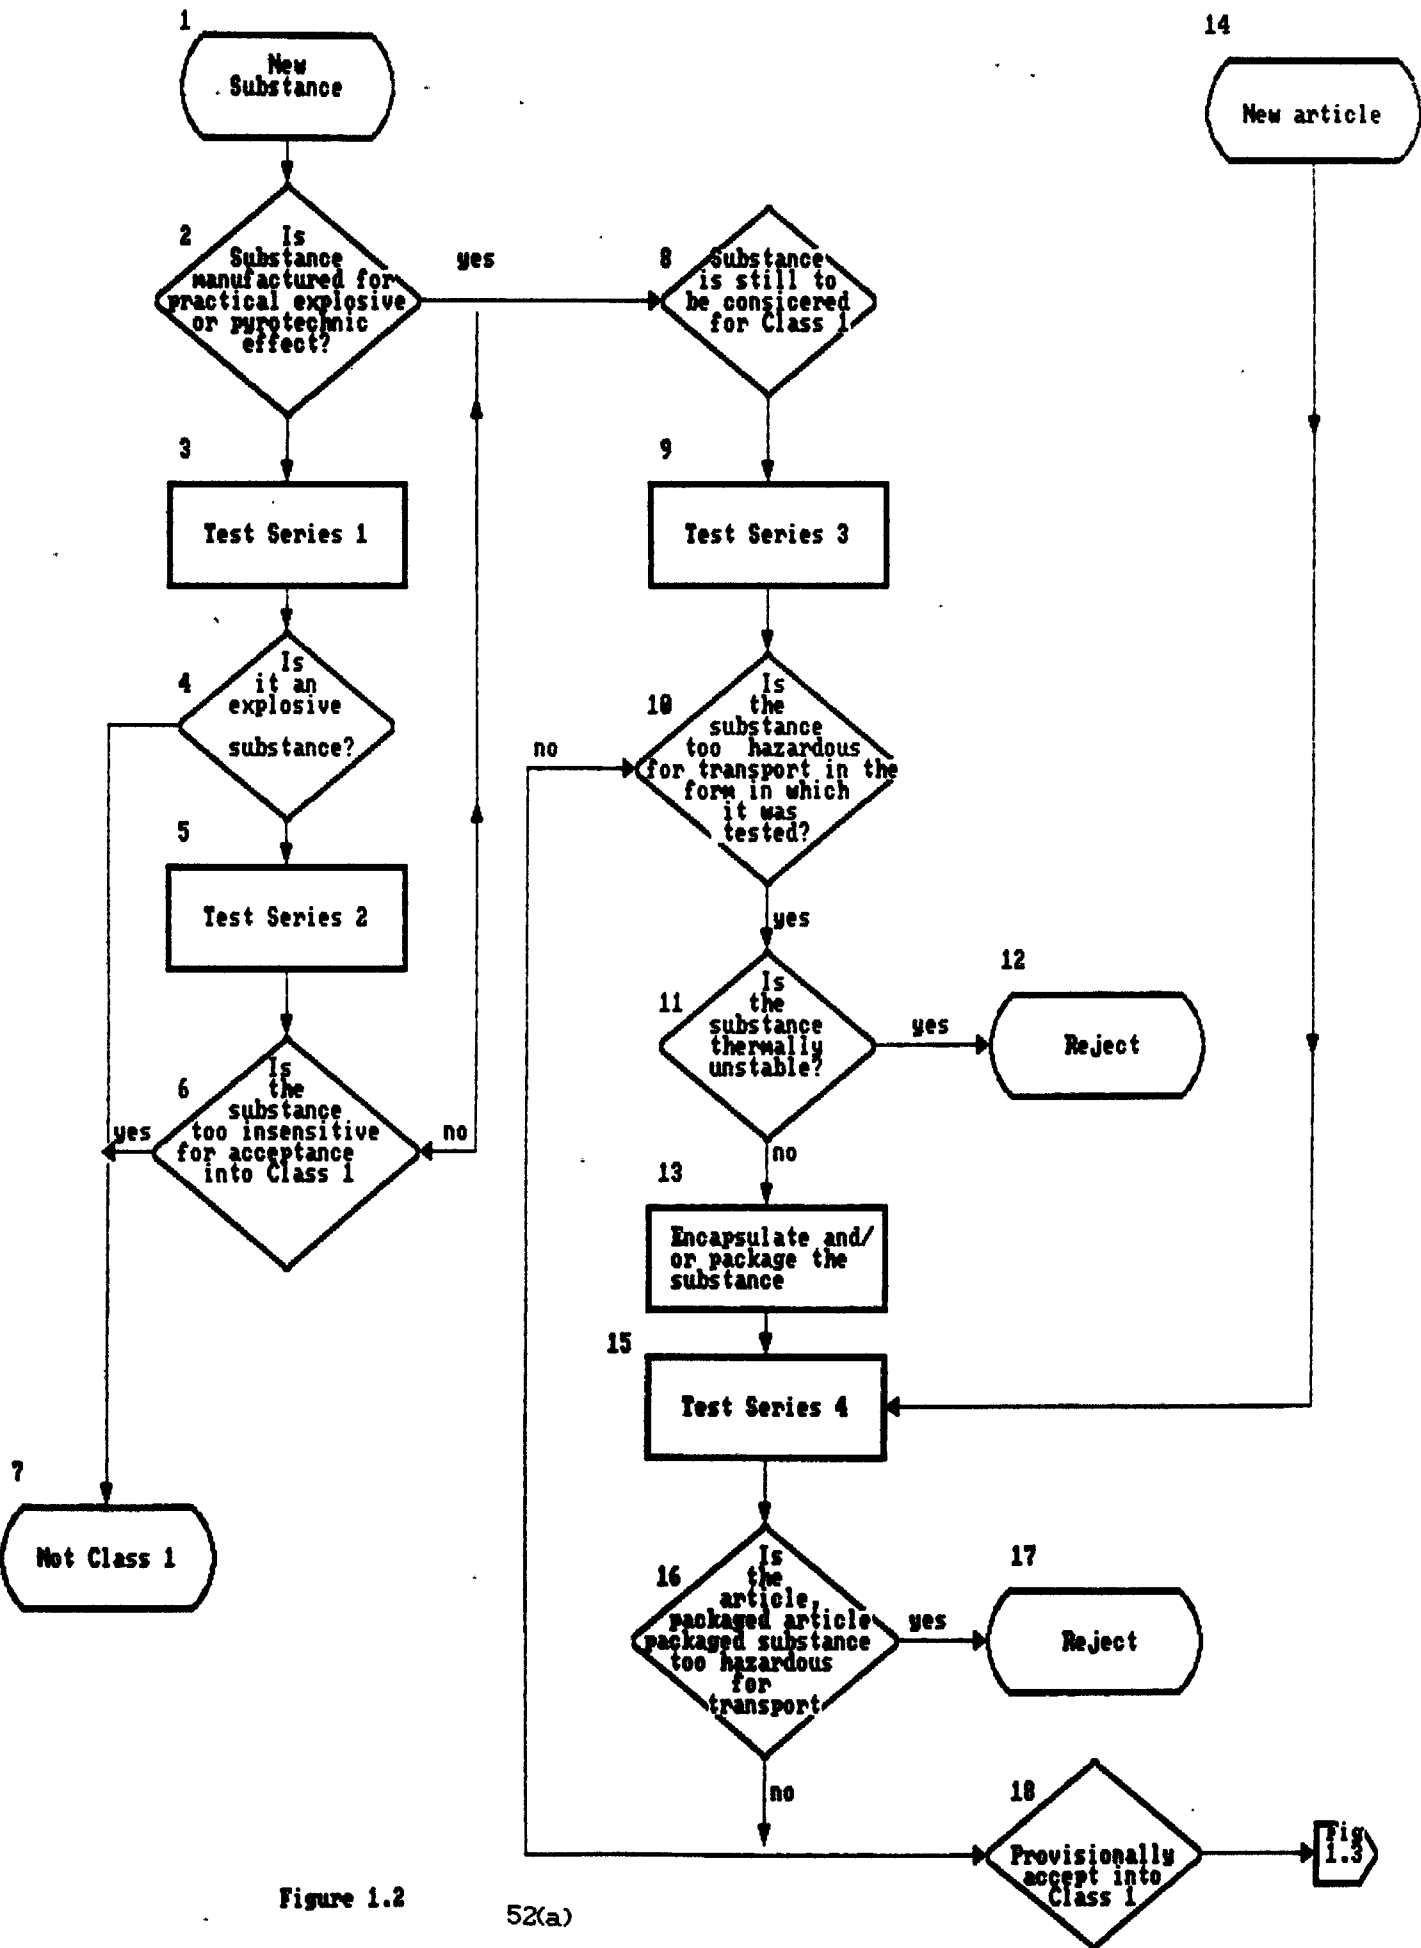 1
New
Substance
2
Is
Substance
manufactured for
practical explosive
or pyrotechnic
effect?
yes
3
Test Series 1
4
Is
it an
explosive
substance?
5
Test Series 2
6
Is
the
substance
too insensitive
for acceptance
into Class 1
yes
no
7
Not Class 1
8
Substance
is still to
be consicered
for Class 1
9
Test Series 3
10
Is
the
substance
too hazardous
for transport in the
form in which
it was
tested?
no
yes
11
Is
the
substance
thermally
unstable?
yes
no
12
Reject
13
Encapsulate and/
or package the
substance
14
New article
15
Test Series 4
16
Is
the
article,
packaged article
packaged substance
too hazardous
for
transport
yes
no
17
Reject
18
Provisionally
accept into
Class 1
Fig
1.3
Figure 1.2
52(a)